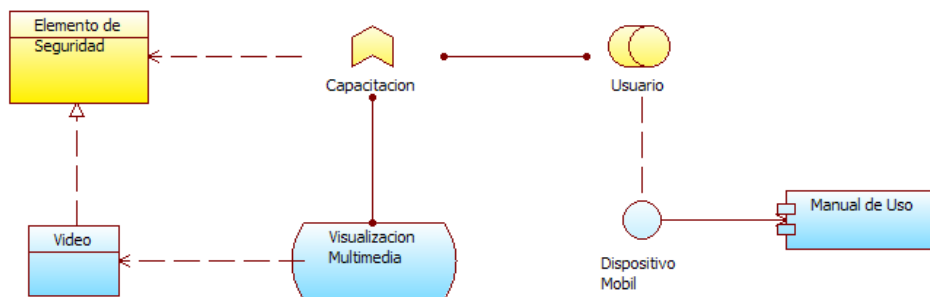 Elemento de
Seguridad
Capacitacion
Usuario
Manual de Uso
Video
Visualizacion
Multimedia
Dispositivo
Mobil